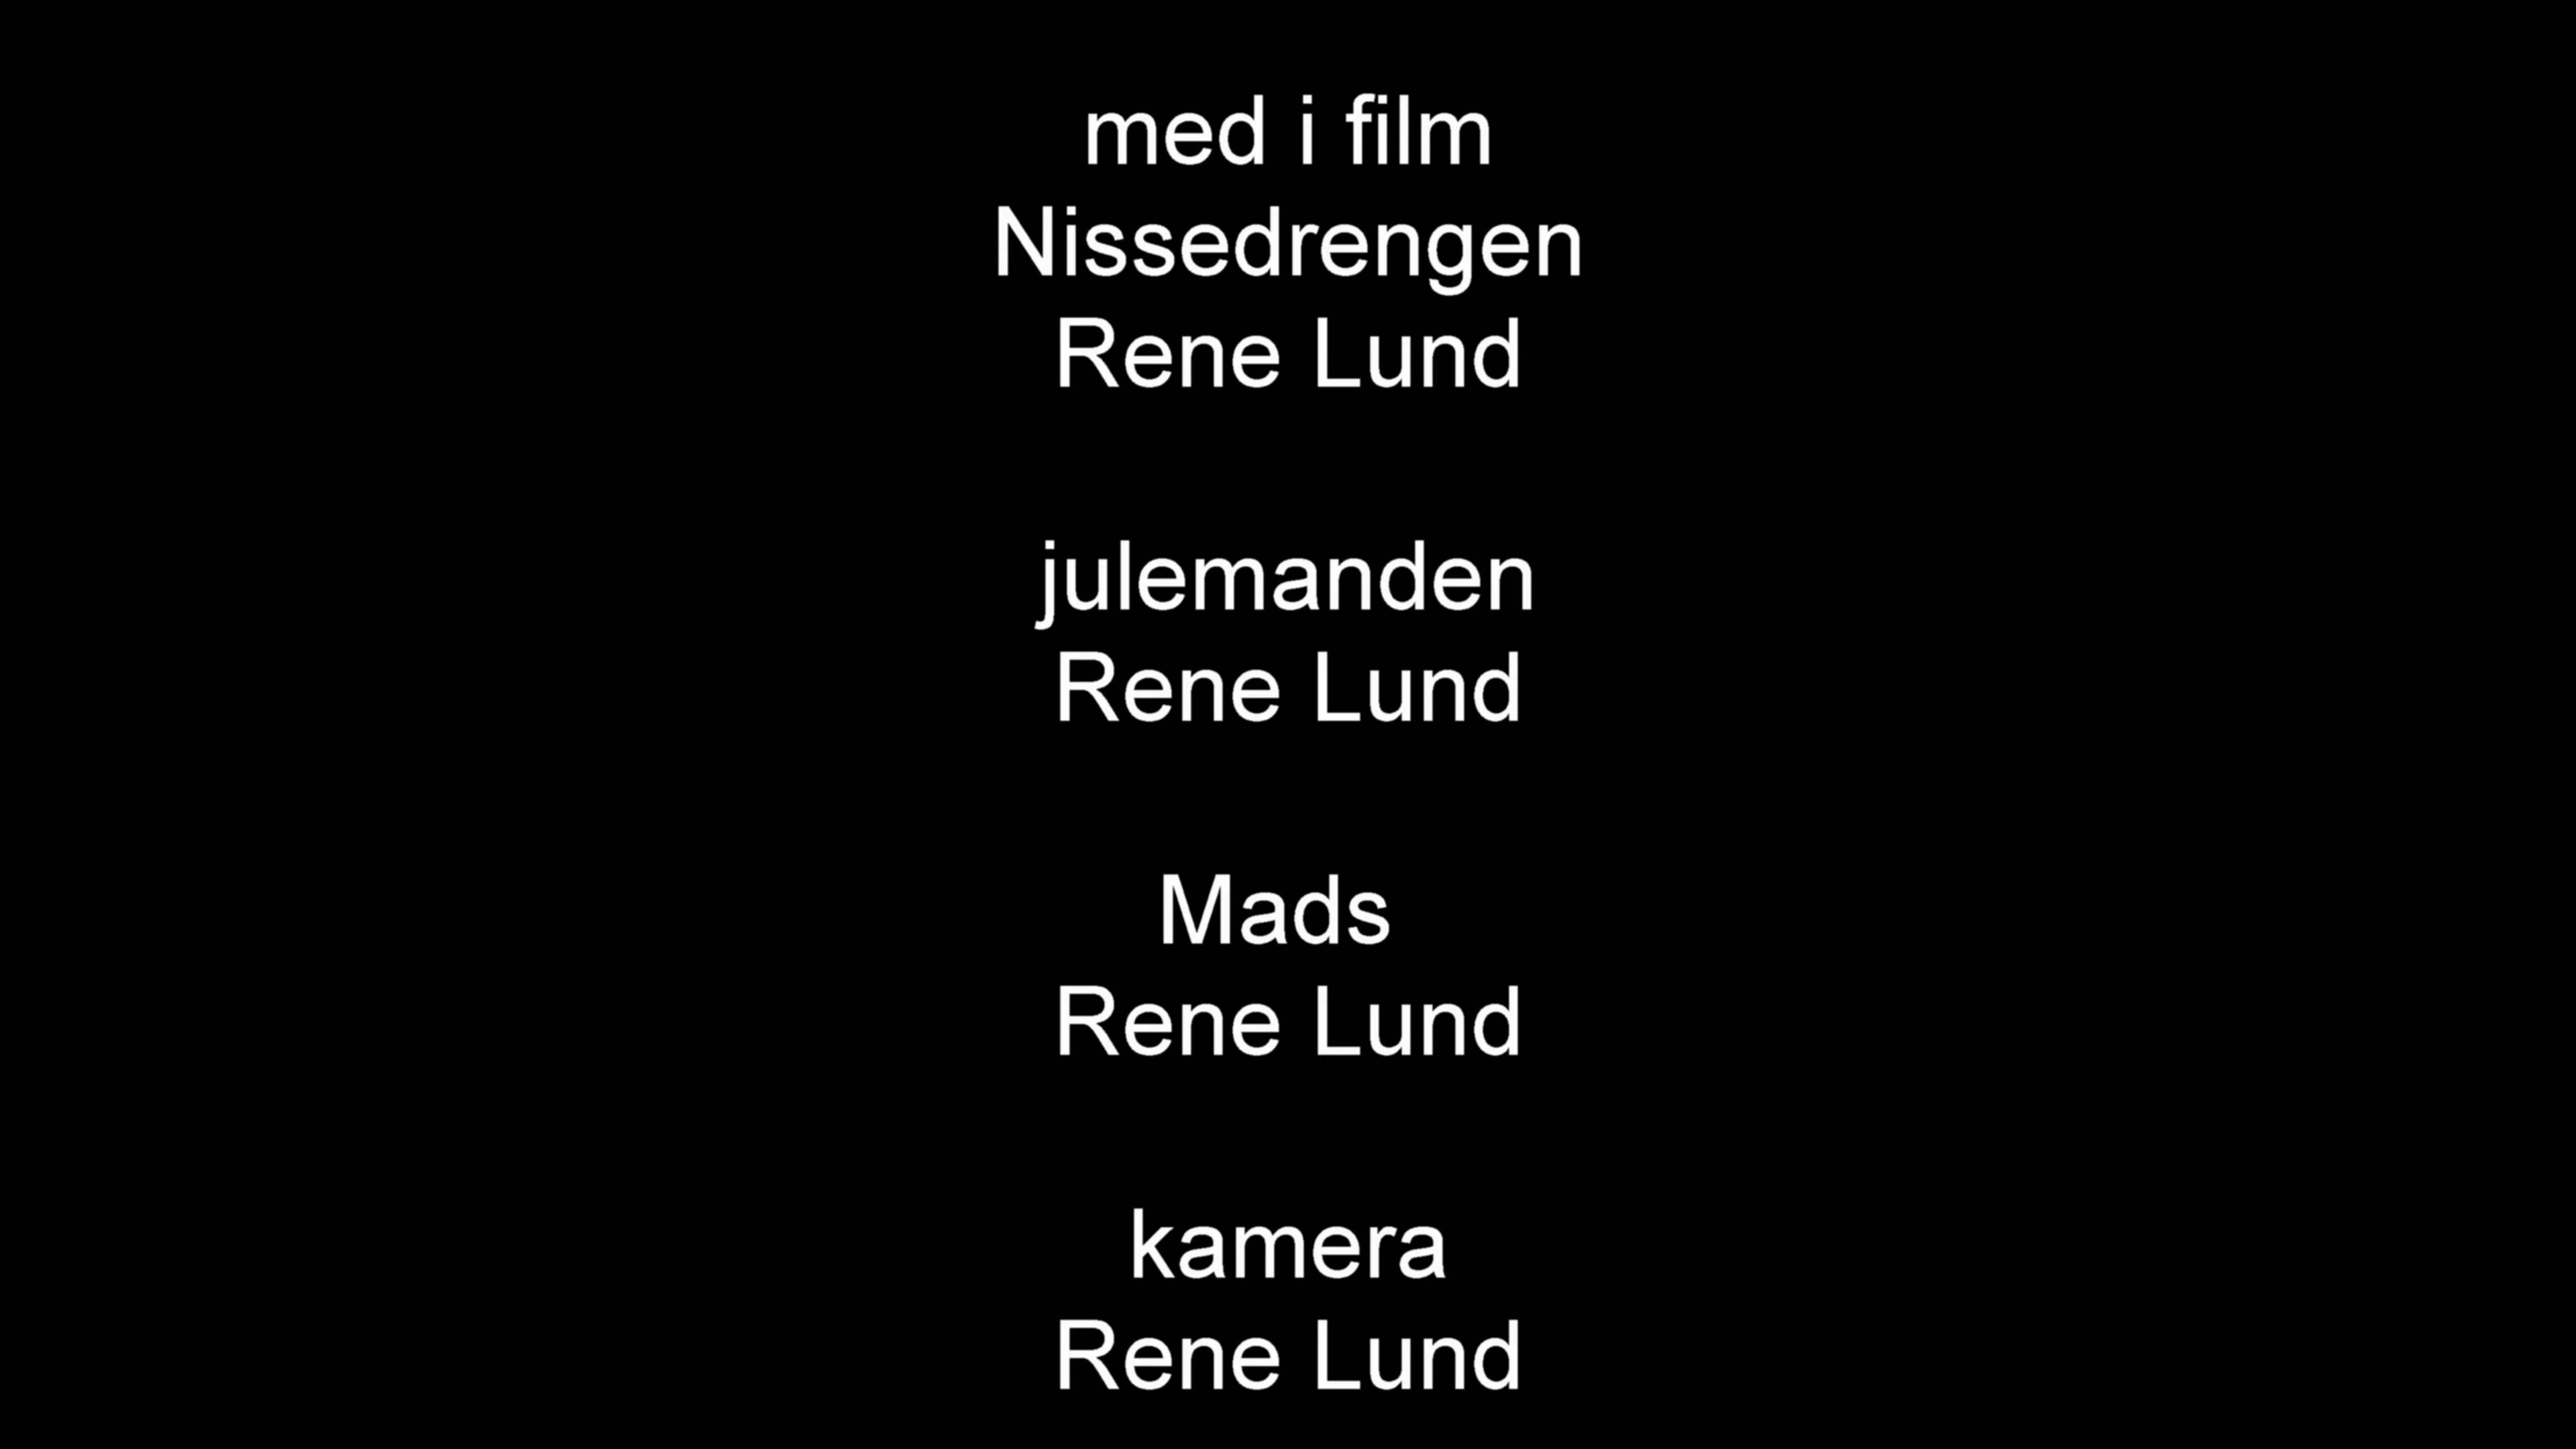 med i film
Nissedrengen
Rene Lund
julemanden
Rene Lund
Mads
Rene Lund
kamera
Rene Lund